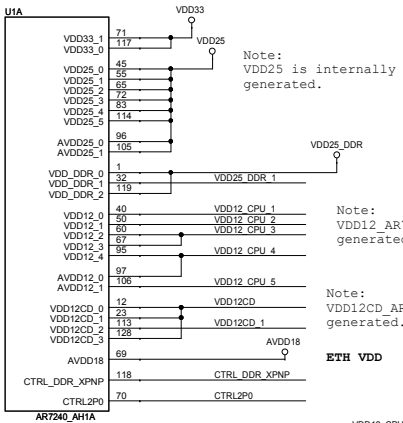 U1A
VDD33
VDD33_1 71
VDD33_0 117
VDD25
VDD25_0 45
VDD25_1 55
VDD25_2 65
VDD25_3 72
VDD25_4 83
VDD25_5 114
Note:
VDD25 is internally
generated.
AVDD25_0 96
AVDD25_1 105
VDD25_DDR
VDD_DDR_0 1
VDD_DDR_1 32 VDD25_DDR_1
VDD_DDR_2 119
VDD12_0 40 VDD12_CPU_1
VDD12_1 50 VDD12_CPU_2
VDD12_2 60 VDD12_CPU_3
VDD12_3 67
VDD12_4 95 VDD12_CPU_4
Note:
VDD12_AR7
generated
AVDD12_0 97
AVDD12_1 106 VDD12_CPU_5
VDD12CD_0 12 VDD12CD
VDD12CD_1 23
VDD12CD_2 113 VDD12CD_1
VDD12CD_3 128
Note:
VDD12CD_AR
generated.
AVDD18
AVDD18 69
ETH VDD
CTRL_DDR_XPNP 118 CTRL_DDR_XPNP
CTRL2P0 70 CTRL2P0
AR7240_AH1A